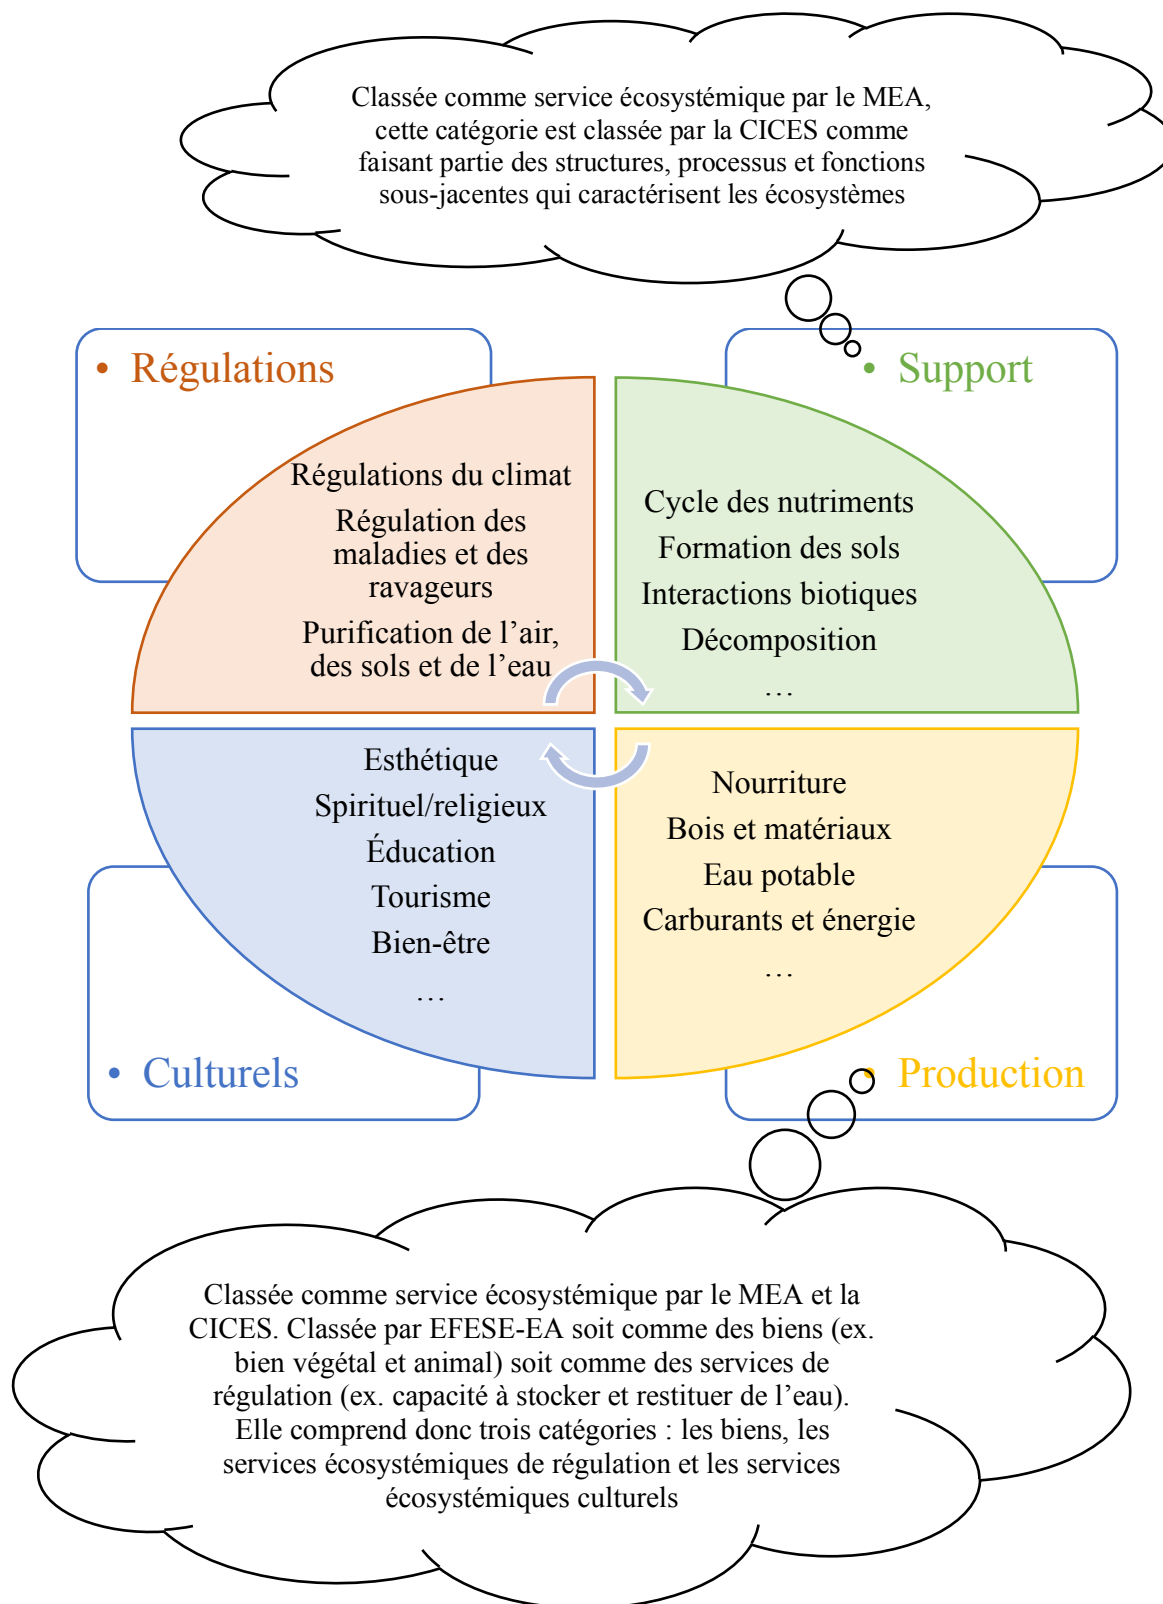 Classée comme service écosystémique par le MEA,
cette catégorie est classée par la CICES comme
faisant partie des structures, processus et fonctions
sous-jacentes qui caractérisent les écosystèmes
• Régulations
• Support
Régulations du climat
Régulation des
maladies et des
ravageurs
Purification de l’air,
des sols et de l’eau
Cycle des nutriments
Formation des sols
Interactions biotiques
Décomposition
…
Esthétique
Spirituel/religieux
Éducation
Tourisme
Bien-être
…
Nourriture
Bois et matériaux
Eau potable
Carburants et énergie
…
• Culturels
• Production
Classée comme service écosystémique par le MEA et la
CICES. Classée par EFESE-EA soit comme des biens (ex.
bien végétal et animal) soit comme des services de
régulation (ex. capacité à stocker et restituer de l’eau).
Elle comprend donc trois catégories : les biens, les
services écosystémiques de régulation et les services
écosystémiques culturels